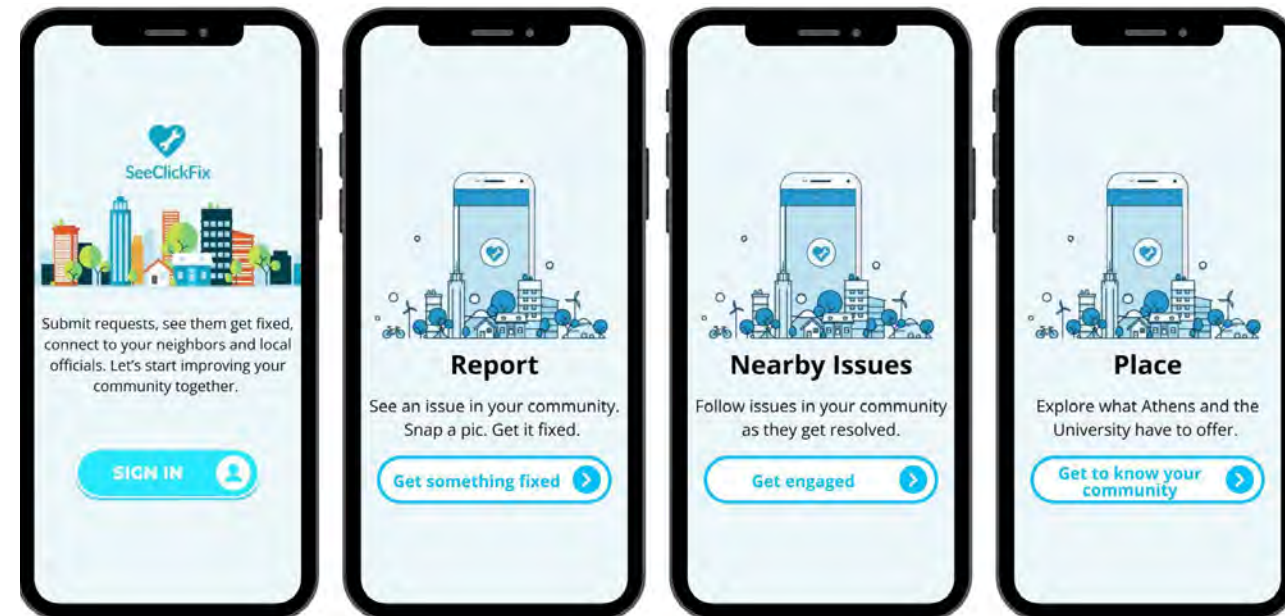 SeeClickFix
Submit requests, see them get fixed,
connect to your neighbors and local
officials. Let's start improving your
community together.
SIGN IN
Report
See an issue in your community.
Snap a pic. Get it fixed.
Get something fixed
Nearby Issues
Follow issues in your community
as they get resolved.
Get engaged
Place
Explore what Athens and the
University have to offer.
Get to know your
community